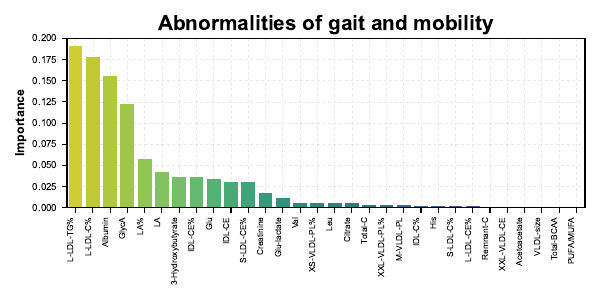 Abnormalities of gait and mobility
Importance
0.200
0.175
0.150
0.125
0.100
0.075
0.050
0.025
0.000
L-LDL-TG%
L-LDL-C%
Albumin
GlycA
LA%
LA
3-Hydroxybutyrate
IDL-CE%
Glu
IDL-CE
S-LDL-CE%
Creatinine
Glu-lactate
Val
XS-VLDL-PL%
Leu
Citrate
Total-C
XXL-VLDL-PL%
M-VLDL-PL
IDL-C%
His
S-LDL-C%
L-LDL-CE%
Remnant-C
XXL-VLDL-CE
Acetoacetate
VLDL-size
Total-BCAA
PUFA/MUFA